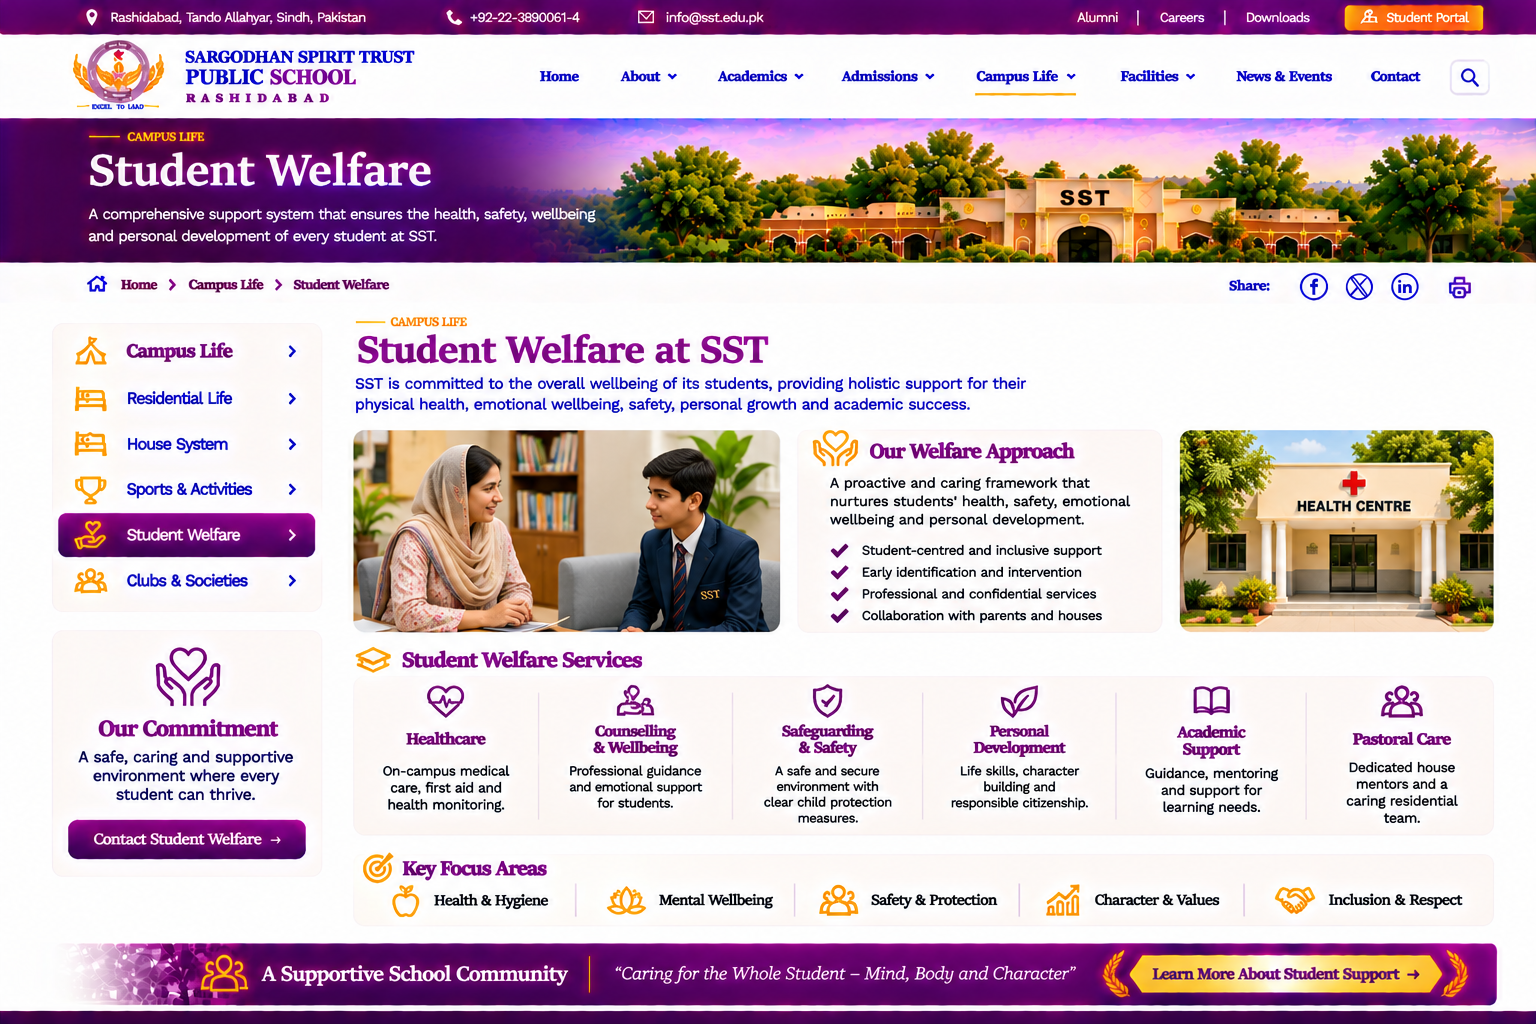 Rashidabad, Tando Allahyar, Sindh, Pakistan
+92-22-3890061-4
info@sst.edu.pk
Alumni
Careers
Downloads
Student Portal
EXCEL TO LEAD
SARGODHAN SPIRIT TRUST
PUBLIC SCHOOL
RASHIDABAD
Home
About
Academics
Admissions
Campus Life
Facilities
News & Events
Contact
CAMPUS LIFE
Student Welfare
A comprehensive support system that ensures the health, safety, wellbeing
and personal development of every student at SST.
SST
Home
Campus Life
Student Welfare
Share:
Campus Life
Residential Life
House System
Sports & Activities
Student Welfare
Clubs & Societies
Our Commitment
A safe, caring and supportive
environment where every
student can thrive.
Contact Student Welfare →
CAMPUS LIFE
Student Welfare at SST
SST is committed to the overall wellbeing of its students, providing holistic support for their
physical health, emotional wellbeing, safety, personal growth and academic success.
SST
Our Welfare Approach
A proactive and caring framework that
nurtures students' health, safety, emotional
wellbeing and personal development.
Student-centred and inclusive support
Early identification and intervention
Professional and confidential services
Collaboration with parents and houses
HEALTH CENTRE
Student Welfare Services
Healthcare
On-campus medical
care, first aid and
health monitoring.
Counselling
& Wellbeing
Professional guidance
and emotional support
for students.
Safeguarding
& Safety
A safe and secure
environment with
clear child protection
measures.
Personal
Development
Life skills, character
building and
responsible citizenship.
Academic
Support
Guidance, mentoring
and support for
learning needs.
Pastoral Care
Dedicated house
mentors and a
caring residential
team.
Key Focus Areas
Health & Hygiene
Mental Wellbeing
Safety & Protection
Character & Values
Inclusion & Respect
A Supportive School Community
“Caring for the Whole Student – Mind, Body and Character”
Learn More About Student Support →